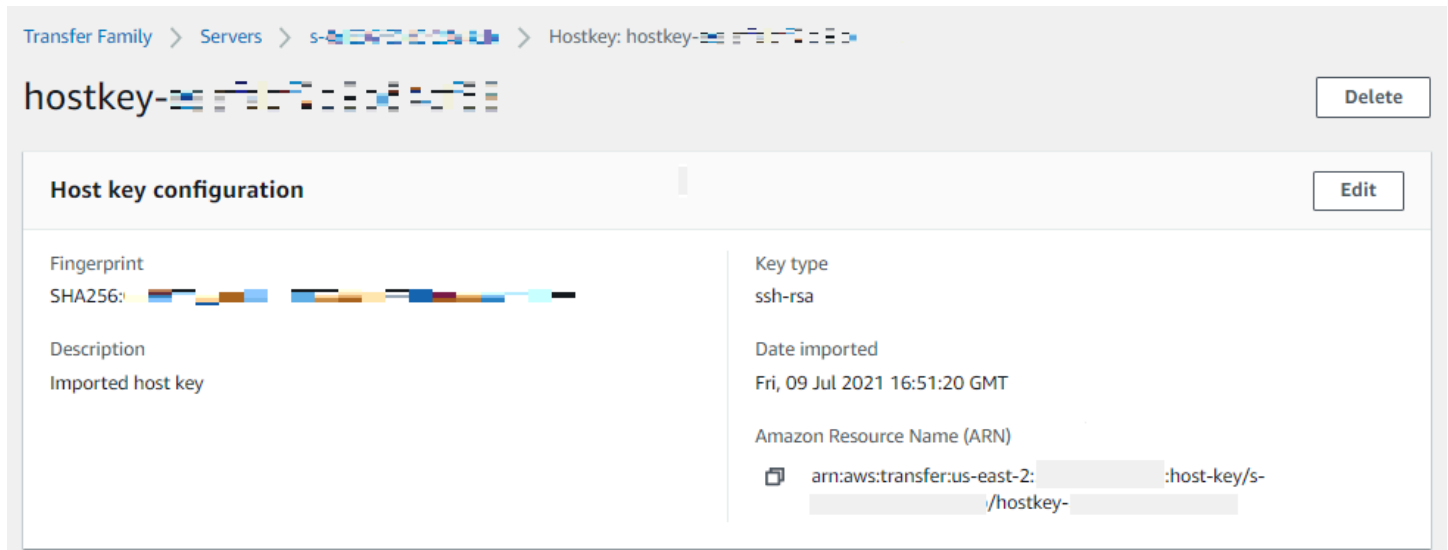 Transfer Family > Servers > s- > Hostkey: hostkey-
hostkey-
Delete
Host key configuration
Edit
Fingerprint
SHA256:
Description
Imported host key
Key type
ssh-rsa
Date imported
Fri, 09 Jul 2021 16:51:20 GMT
Amazon Resource Name (ARN)
arn:aws:transfer:us-east-2: :host-key/s-
/hostkey-